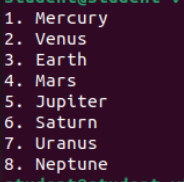 1. Mercury
2. Venus
3. Earth
4. Mars
5. Jupiter
6. Saturn
7. Uranus
8. Neptune